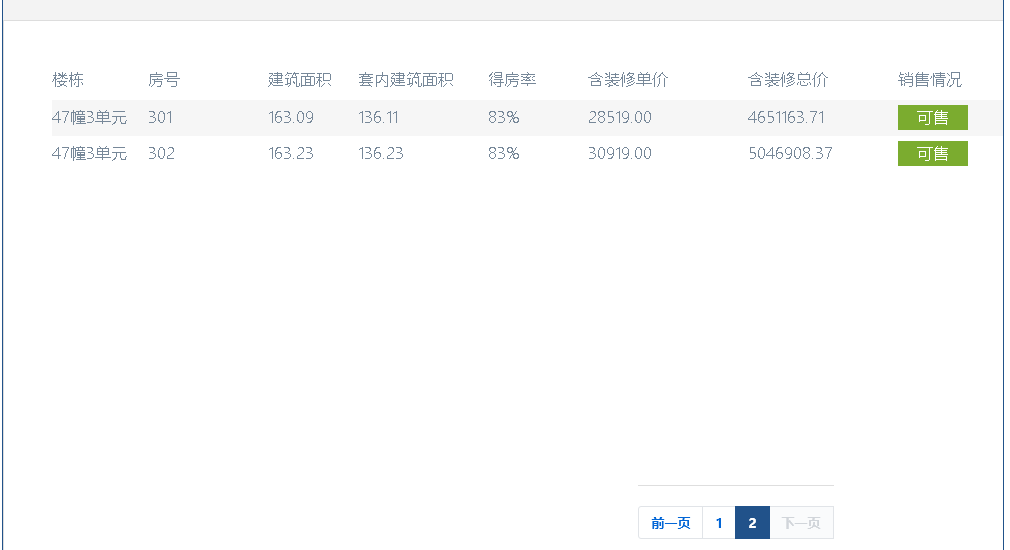 楼栋 房号 建筑面积 套内建筑面积 得房率 含装修单价 含装修总价 销售情况
47幢3单元 301 163.09 136.11 83% 28519.00 4651163.71 可售
47幢3单元 302 163.23 136.23 83% 30919.00 5046908.37 可售
前一页 1 2 下一页